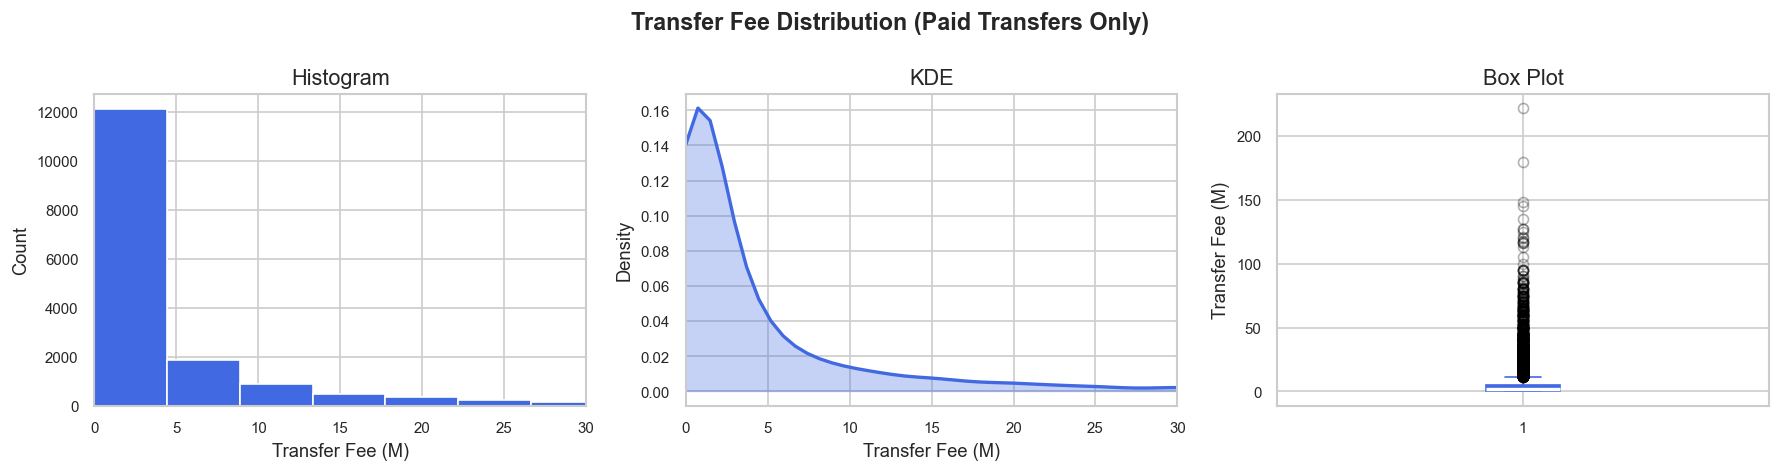 Transfer Fee Distribution (Paid Transfers Only)
Histogram
Count
12000
10000
8000
6000
4000
2000
0
0 5 10 15 20 25 30
Transfer Fee (M)
KDE
Density
0.16
0.14
0.12
0.10
0.08
0.06
0.04
0.02
0.00
0 5 10 15 20 25 30
Transfer Fee (M)
Box Plot
Transfer Fee (M)
200
150
100
50
0
1